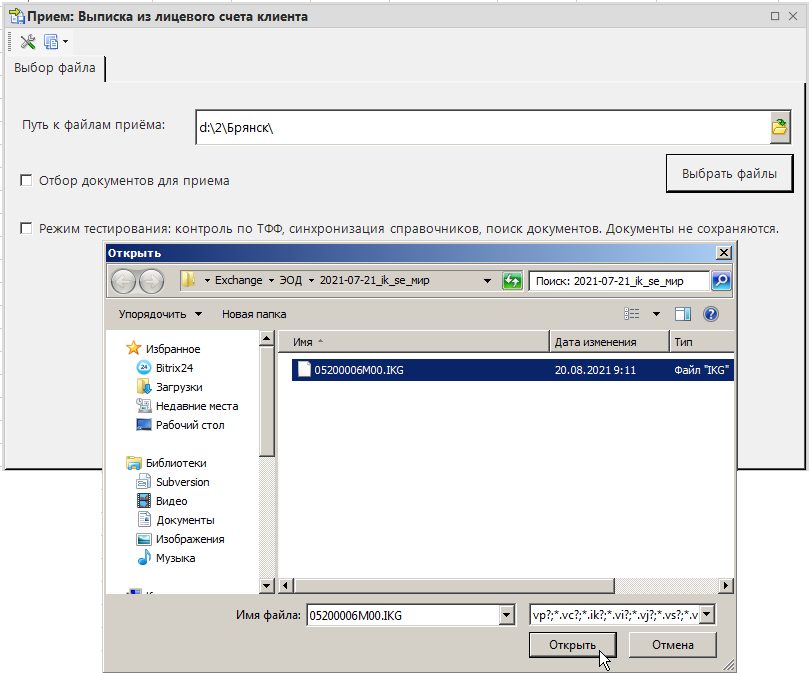 Прием: Выписка из лицевого счета клиента
Выбор файла
Путь к файлам приёма:
d:\2\Брянск\
Выбрать файлы
Отбор документов для приема
Режим тестирования: контроль по ТФФ, синхронизация справочников, поиск документов. Документы не сохраняются.
Открыть
Exchange ЭОД 2021-07-21_ik_se_мир
Поиск: 2021-07-21_ik_se_мир
Упорядочить Новая папка
Имя Дата изменения Тип
05200006M00.IKG 20.08.2021 9:11 Файл "IKG"
Избранное
24 Bitrix24
Загрузки
Недавние места
Рабочий стол
Библиотеки
Subversion
Видео
Документы
Изображения
Музыка
Имя файла: 05200006M00.IKG vp?;*.vc?;*.ik?;*.vi?;*.vj?;*.vs?;*.v
Открыть Отмена